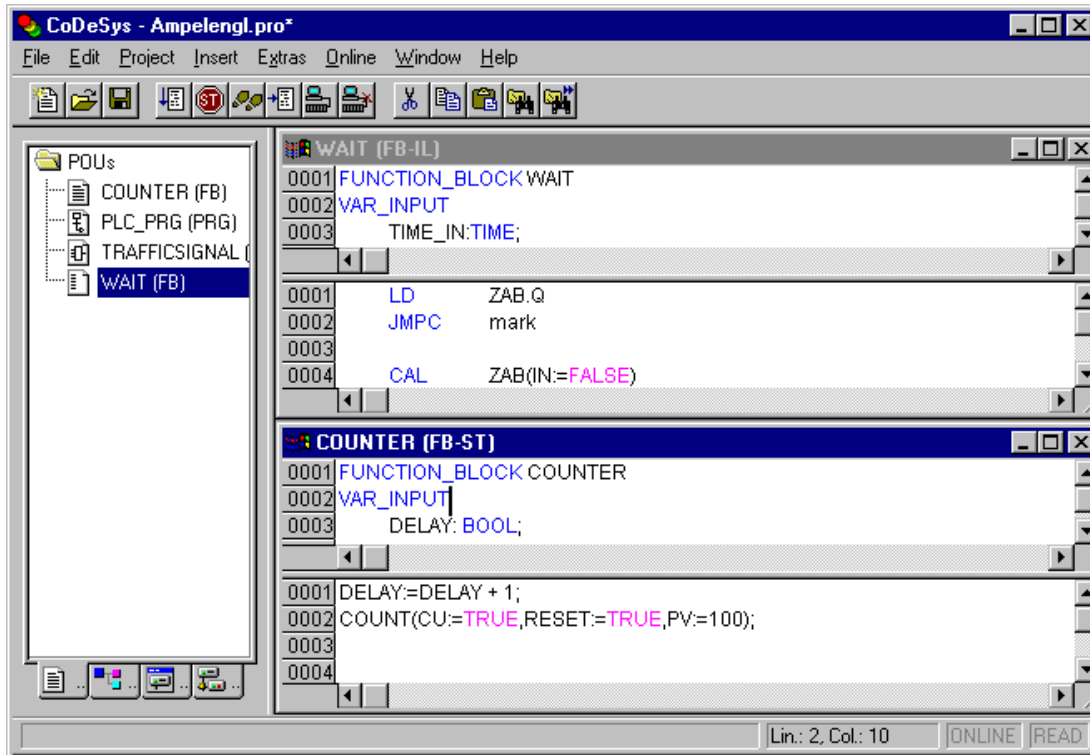 CoDeSys - Ampelengl.pro*
File Edit Project Insert Extras Online Window Help
ST
POUs
COUNTER (FB)
PLC_PRG (PRG)
TRAFFICSIGNAL (
WAIT (FB)
WAIT (FB-IL)
0001 FUNCTION_BLOCK WAIT
0002 VAR_INPUT
0003 TIME_IN:TIME;
0001 LD ZAB.Q
0002 JMPC mark
0003
0004 CAL ZAB(IN:=FALSE)
COUNTER (FB-ST)
0001 FUNCTION_BLOCK COUNTER
0002 VAR_INPUT
0003 DELAY: BOOL;
0001 DELAY:=DELAY + 1;
0002 COUNT(CU:=TRUE,RESET:=TRUE,PV:=100);
0003
0004
.. .. .. ..
Lin.: 2, Col.: 10 ONLINE READ